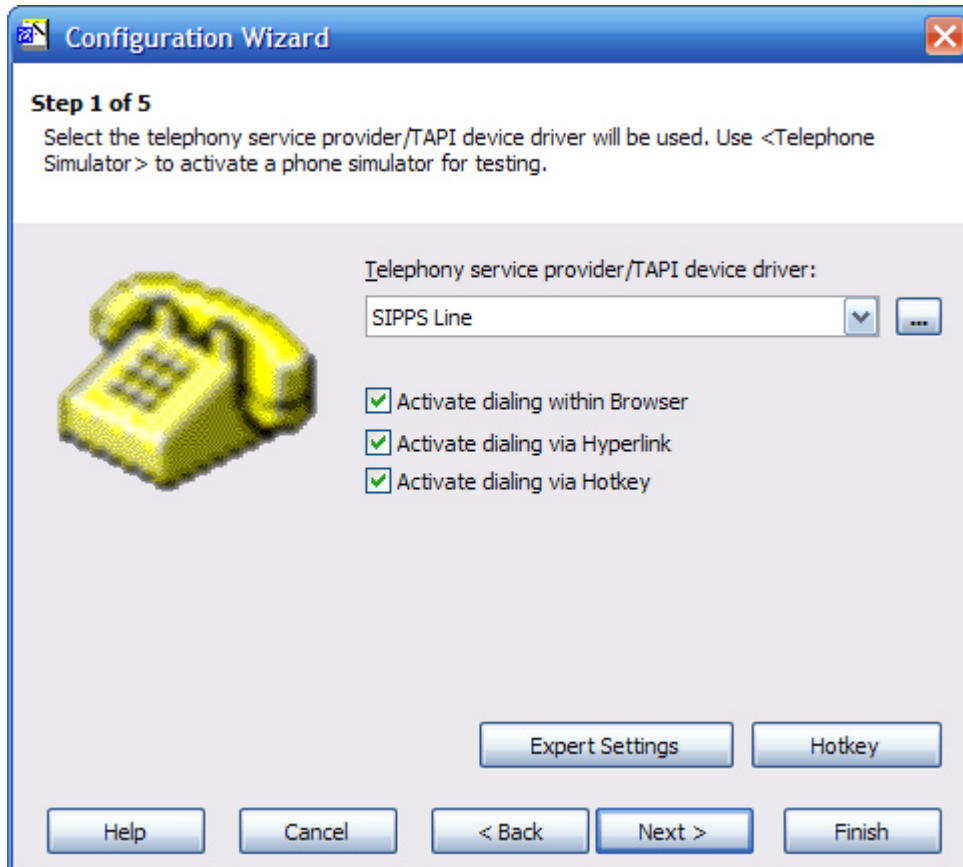 Configuration Wizard
Step 1 of 5
Select the telephony service provider/TAPI device driver will be used. Use <Telephone
Simulator> to activate a phone simulator for testing.
Telephony service provider/TAPI device driver:
SIPPS Line
...
Activate dialing within Browser
Activate dialing via Hyperlink
Activate dialing via Hotkey
Expert Settings
Hotkey
Help
Cancel
< Back
Next >
Finish